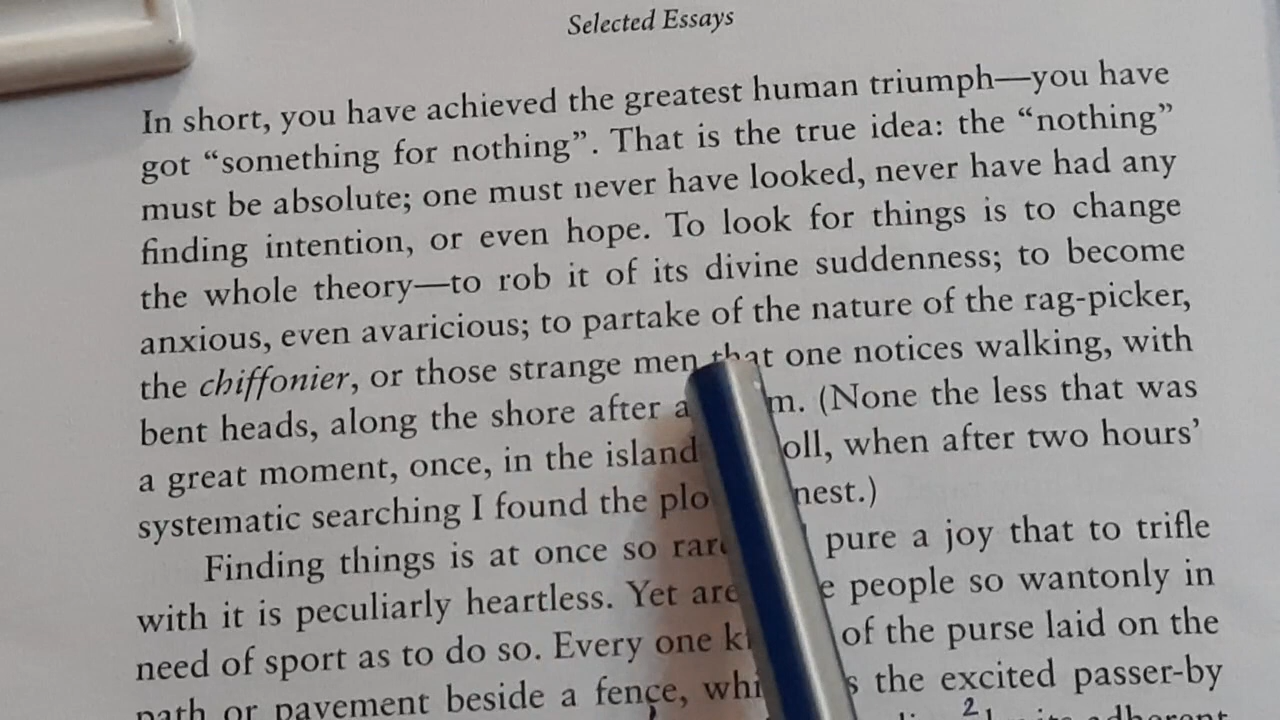 Selected Essays
In short, you have achieved the greatest human triumph—you have
got “something for nothing”. That is the true idea: the “nothing”
must be absolute; one must never have looked, never have had any
finding intention, or even hope. To look for things is to change
the whole theory—to rob it of its divine suddenness; to become
anxious, even avaricious; to partake of the nature of the rag-picker,
the chiffonier, or those strange men that one notices walking, with
bent heads, along the shore after a (None the less that was
a great moment, once, in the island when after two hours’
systematic searching I found the nest.)
Finding things is at once so pure a joy that to trifle
with it is peculiarly heartless. Yet are people so wantonly in
need of sport as to do so. Every one of the purse laid on the
path or pavement beside a fence, the excited passer-by
2
adherent